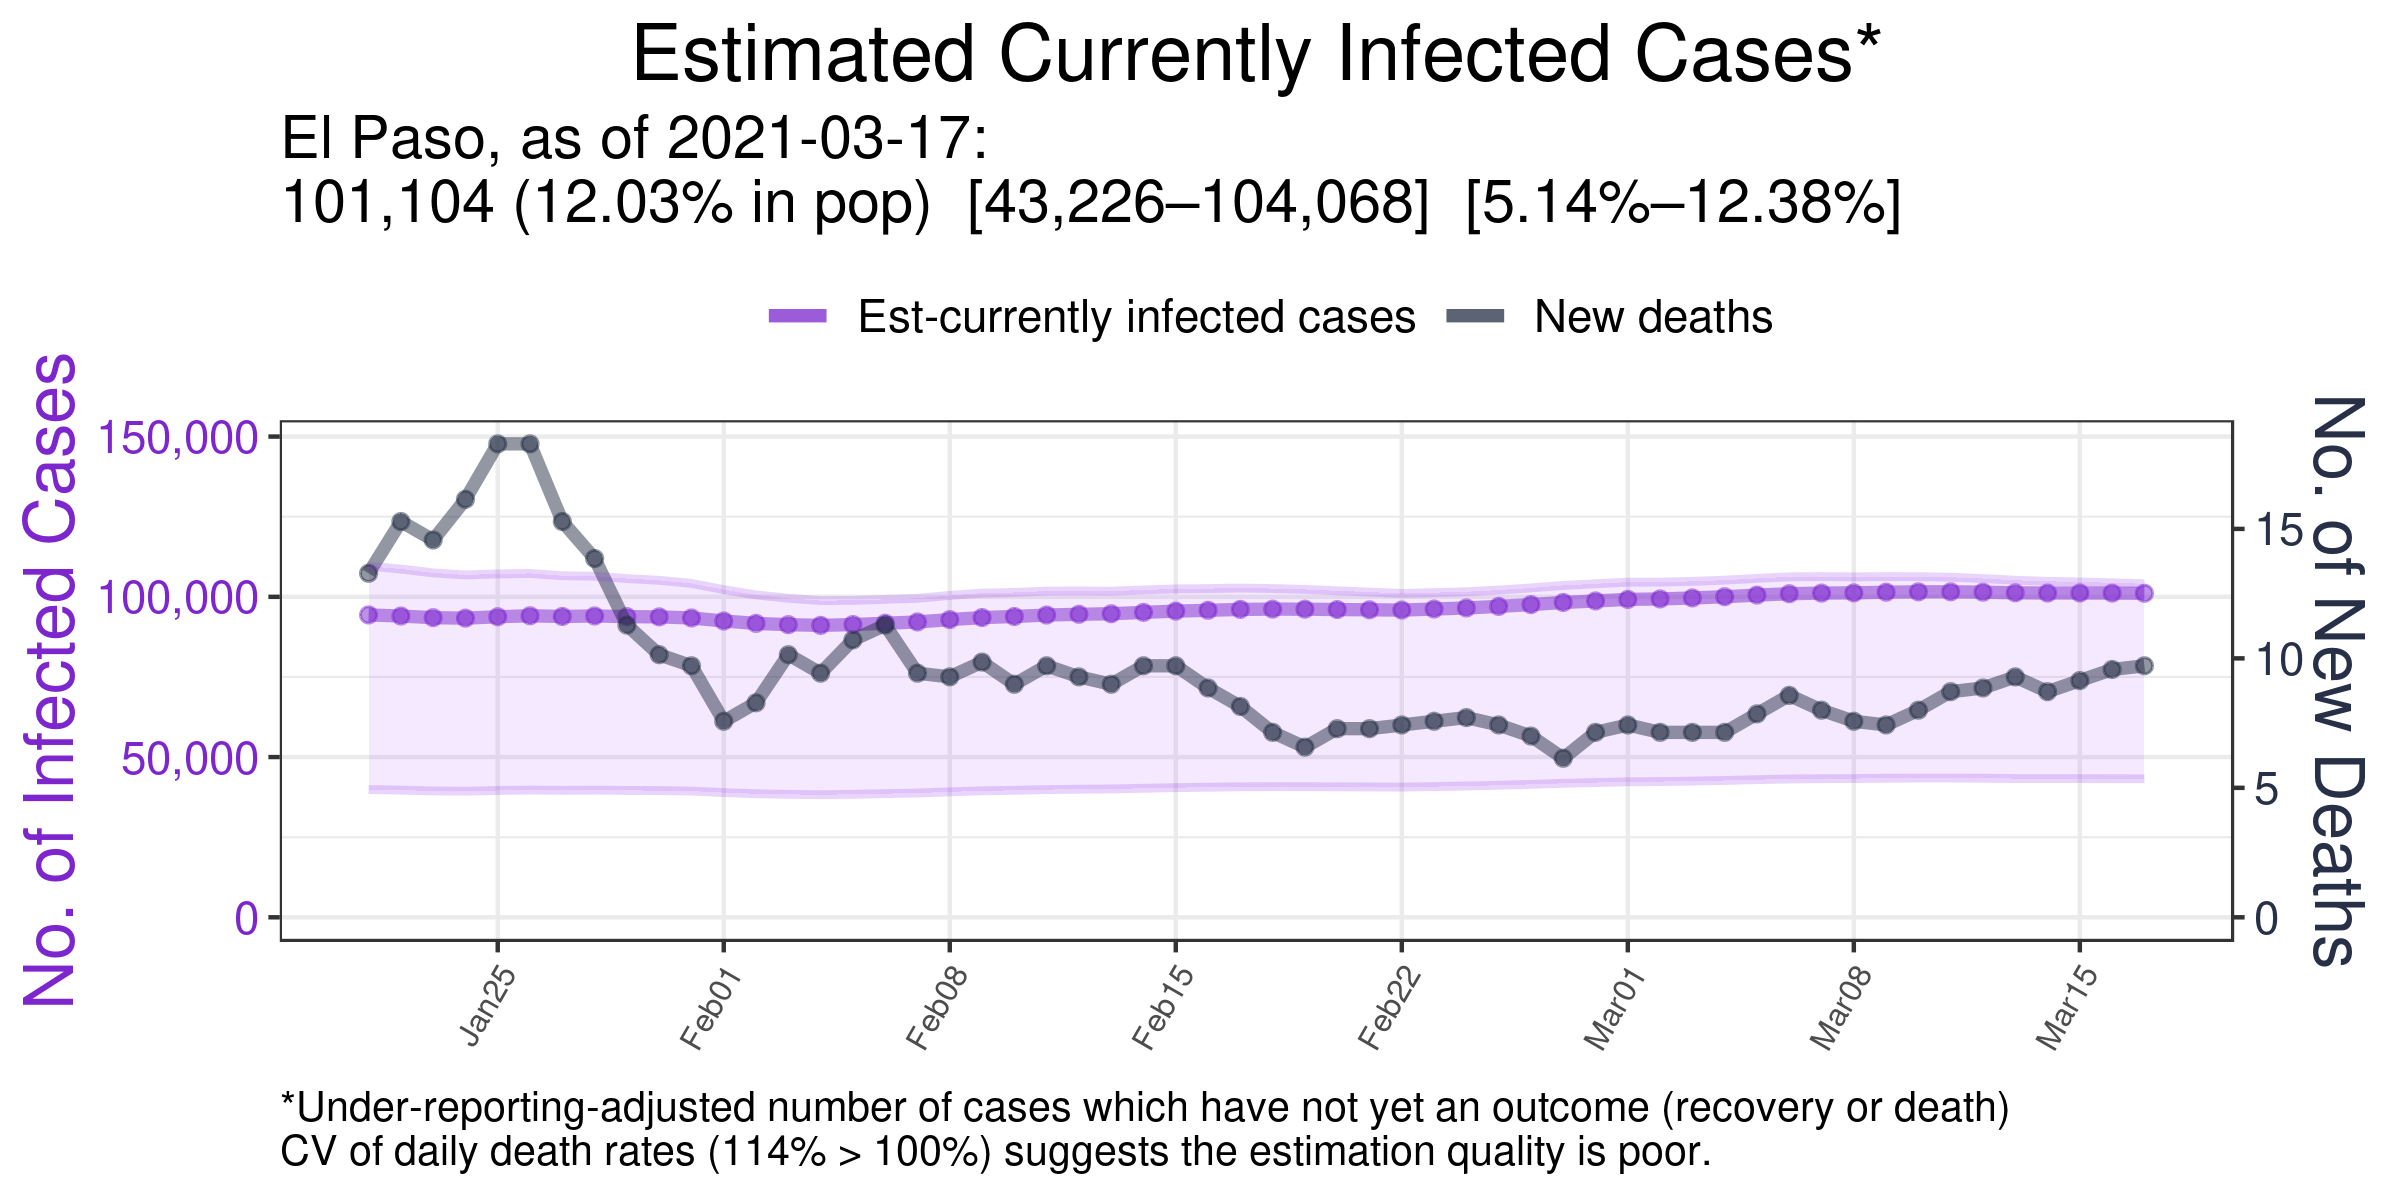 Estimated Currently Infected Cases*
El Paso, as of 2021-03-17:
101,104 (12.03% in pop)  [43,226–104,068]  [5.14%–12.38%]
Est-currently infected cases
New deaths
No. of Infected Cases
150,000
100,000
50,000
0
15
10
5
0
No. of New Deaths
Jan25
Feb01
Feb08
Feb15
Feb22
Mar01
Mar08
Mar15
*Under-reporting-adjusted number of cases which have not yet an outcome (recovery or death)
CV of daily death rates (114% > 100%) suggests the estimation quality is poor.